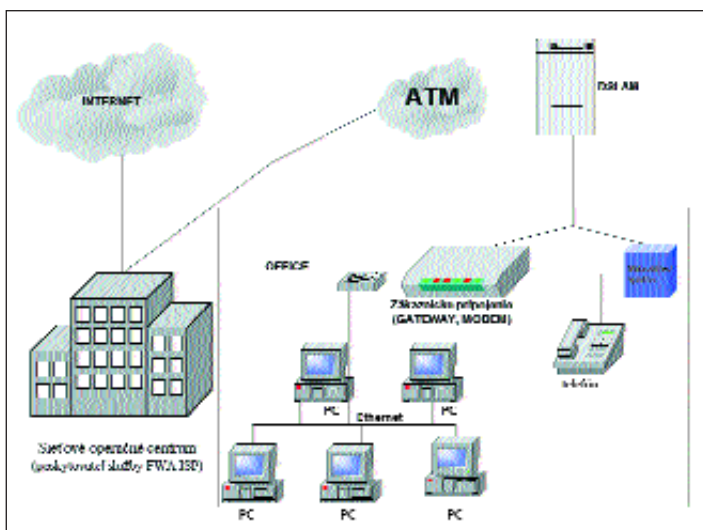 INTERNET
ATM
DSLAM
OFFICE
Zákaznícke pripojenie
(GATEWAY, MODEM)
telefón
PC
PC
Ethernet
Sieťové operačné centrum
(poskytovateľ služby FWA ISP)
PC
PC
PC